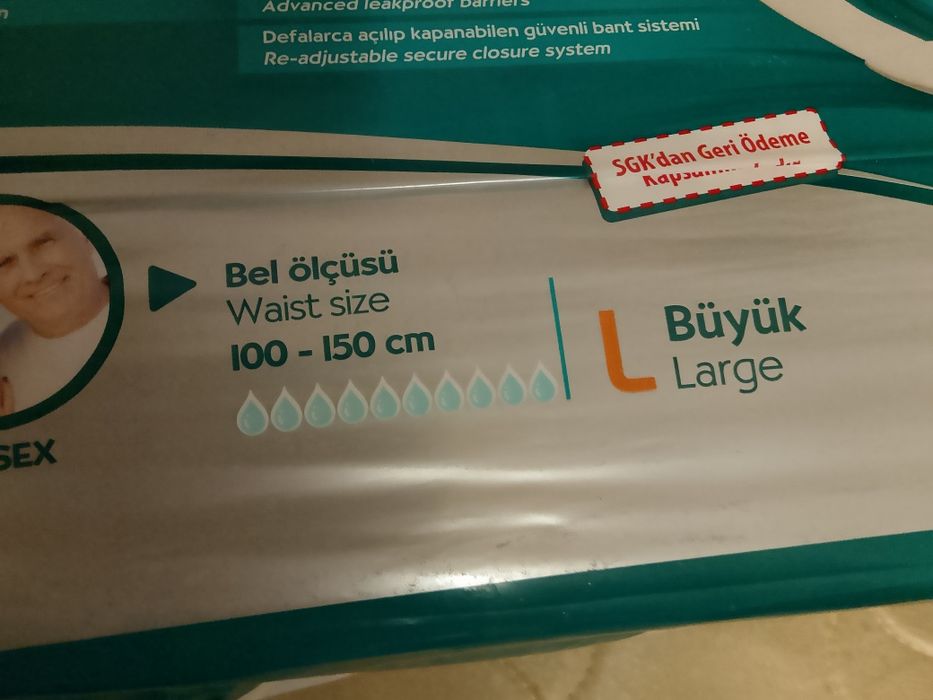 Advanced leakproof barriers
Defalarca açılıp kapanabilen güvenli bant sistemi
Re-adjustable secure closure system
SGK'dan Geri Ödeme
Bel ölçüsü
Waist size
100 - 150 cm
L
Büyük
Large
SEX